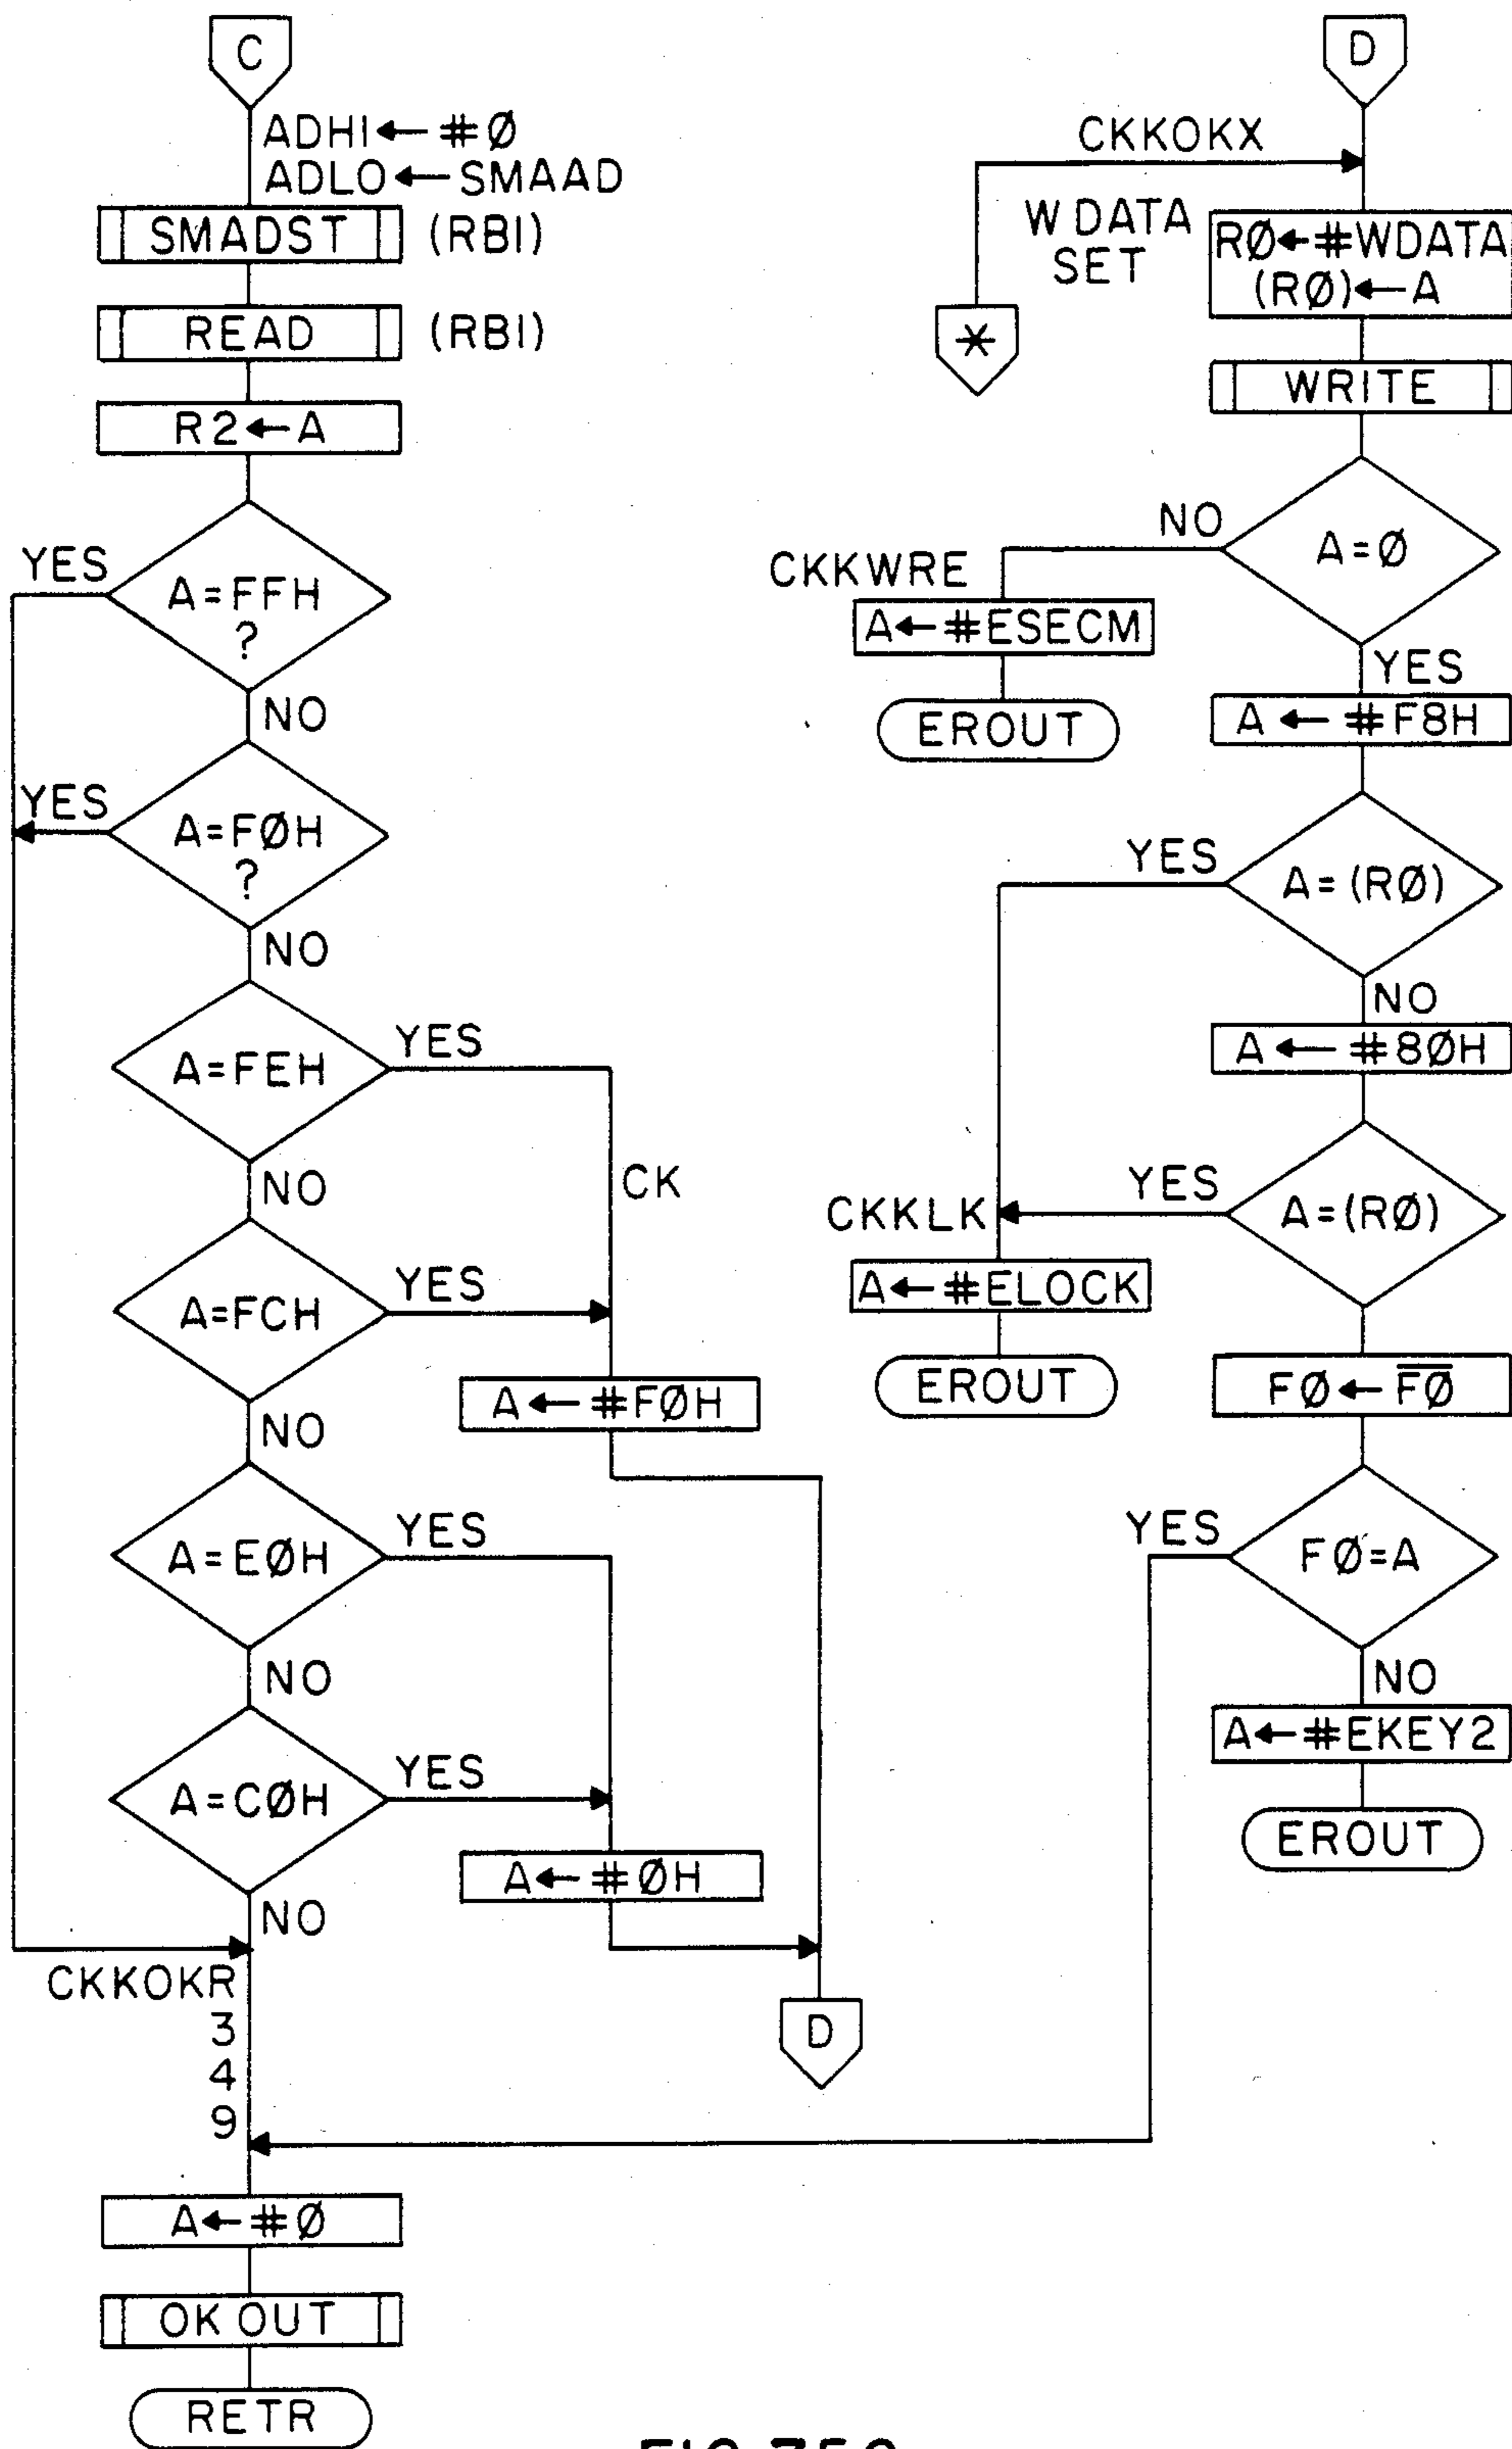 C
ADHI←#Ø
ADLO←SMAAD
SMADST (RBI)
READ (RBI)
R2←A
YES
A=FFH
?
NO
YES
A=FØH
?
NO
A=FEH
YES
NO
CK
A=FCH
YES
NO
A←#FØH
A=EØH
YES
NO
A=CØH
YES
A←#ØH
NO
CKKOKR
3
4
9
D
A←#Ø
OK OUT
RETR
D
CKKOKX
W DATA
SET
*
RØ←#WDATA
(RØ)←A
WRITE
NO
A=Ø
CKKWRE
A←#ESECM
EROUT
YES
A←#F8H
YES
A=(RØ)
NO
A←#8ØH
YES
A=(RØ)
CKKLK
A←#ELOCK
EROUT
FØ←F̅Ø̅
YES
FØ=A
NO
A←#EKEY2
EROUT